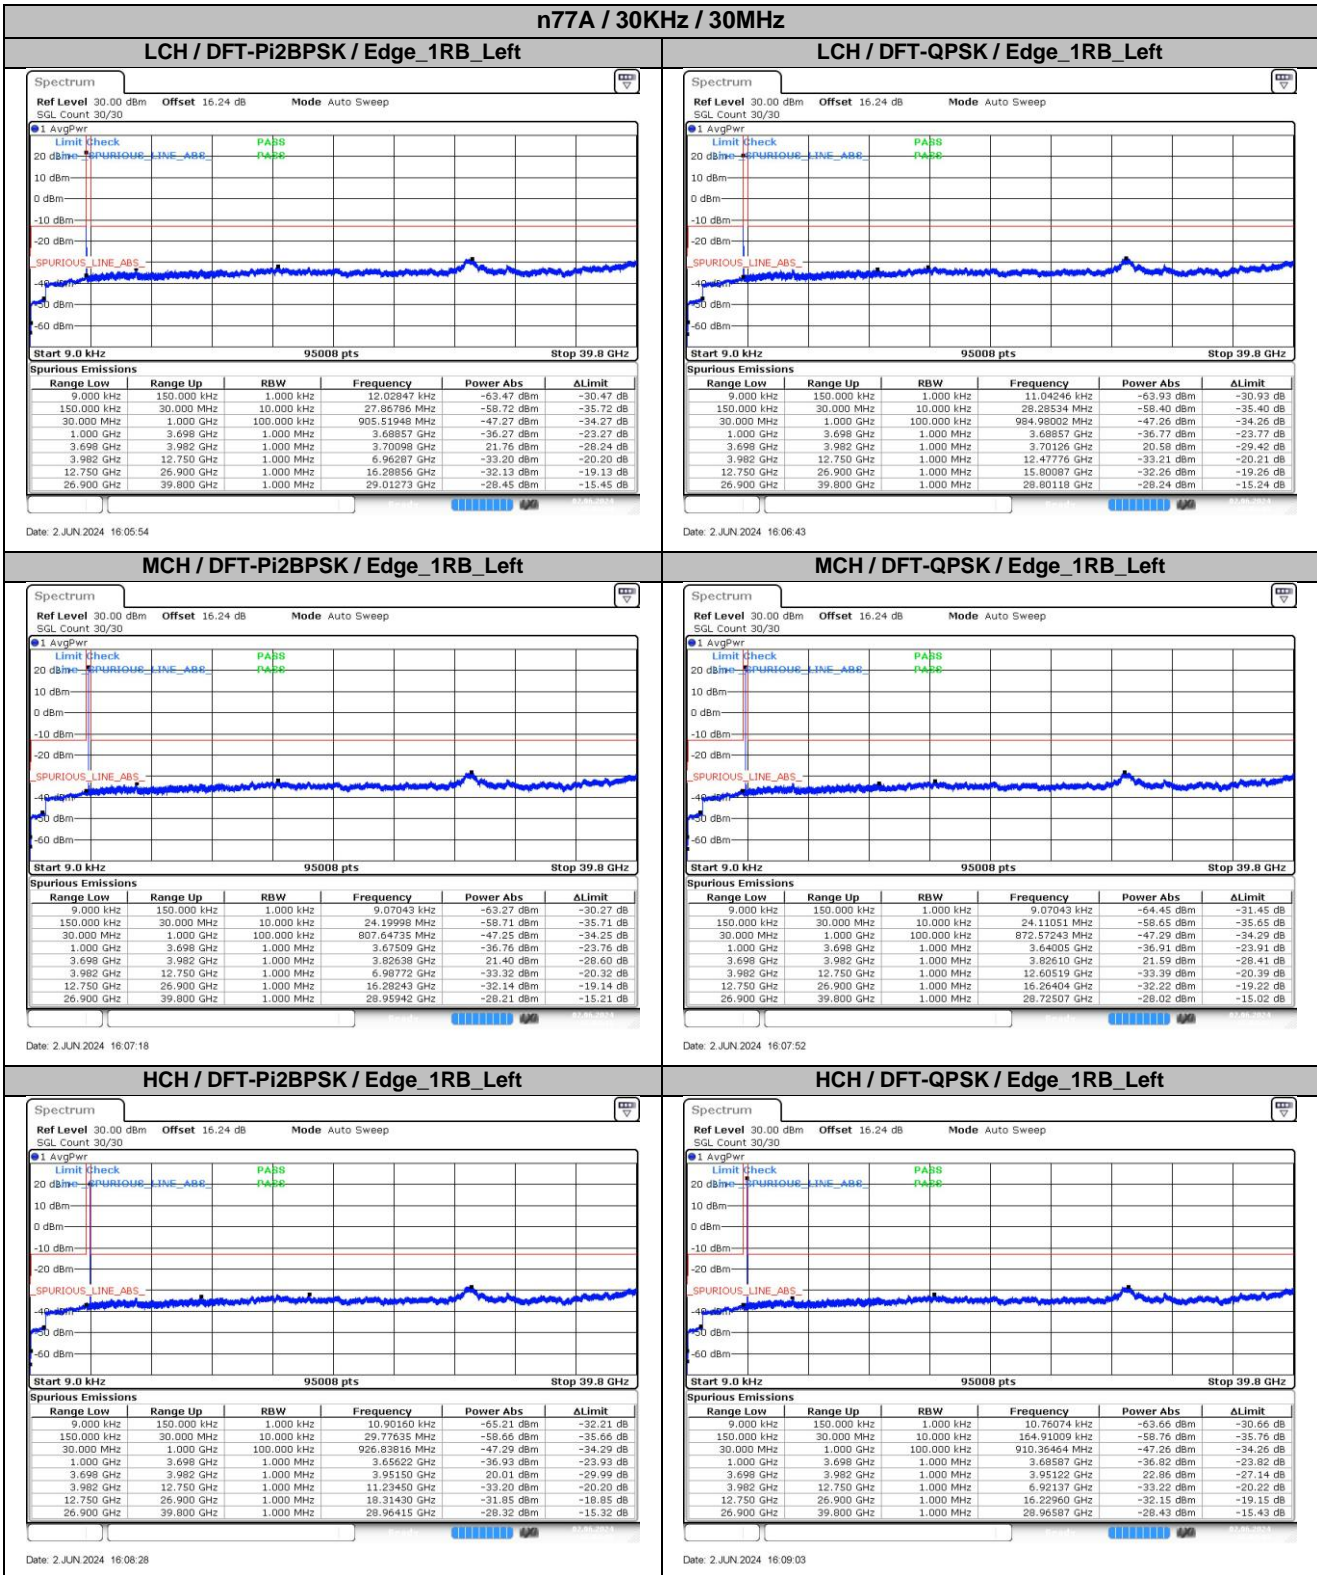 n77A / 30KHz / 30MHz
LCH / DFT-Pi2BPSK / Edge_1RB_Left
Spectrum
Ref Level 30.00 dBm Offset 16.24 dB Mode Auto Sweep
SGL Count 30/30
1 AvgPwr
Limit Check PASS
Line _SPURIOUS_LINE_ABS_ PASS
20 dBm
10 dBm
0 dBm
-10 dBm
-20 dBm
_SPURIOUS_LINE_ABS_
-40 dBm
-50 dBm
-60 dBm
Start 9.0 kHz 95008 pts Stop 39.8 GHz
Spurious Emissions
Range Low Range Up RBW Frequency Power Abs ΔLimit
9.000 kHz 150.000 kHz 1.000 kHz 12.02847 kHz -63.47 dBm -30.47 dB
150.000 kHz 30.000 MHz 10.000 kHz 27.86786 MHz -58.72 dBm -35.72 dB
30.000 MHz 1.000 GHz 100.000 kHz 905.51948 MHz -47.27 dBm -34.27 dB
1.000 GHz 3.698 GHz 1.000 MHz 3.68857 GHz -36.27 dBm -23.27 dB
3.698 GHz 3.982 GHz 1.000 MHz 3.70098 GHz 21.76 dBm -28.24 dB
3.982 GHz 12.750 GHz 1.000 MHz 6.96287 GHz -33.20 dBm -20.20 dB
12.750 GHz 26.900 GHz 1.000 MHz 16.28856 GHz -32.13 dBm -19.13 dB
26.900 GHz 39.800 GHz 1.000 MHz 29.01273 GHz -28.45 dBm -15.45 dB
Date: 2.JUN.2024 16:05:54
LCH / DFT-QPSK / Edge_1RB_Left
Spectrum
Ref Level 30.00 dBm Offset 16.24 dB Mode Auto Sweep
SGL Count 30/30
1 AvgPwr
Limit Check PASS
Line _SPURIOUS_LINE_ABS_ PASS
20 dBm
10 dBm
0 dBm
-10 dBm
-20 dBm
_SPURIOUS_LINE_ABS_
-40 dBm
-50 dBm
-60 dBm
Start 9.0 kHz 95008 pts Stop 39.8 GHz
Spurious Emissions
Range Low Range Up RBW Frequency Power Abs ΔLimit
9.000 kHz 150.000 kHz 1.000 kHz 11.04246 kHz -63.93 dBm -30.93 dB
150.000 kHz 30.000 MHz 10.000 kHz 28.28534 MHz -58.40 dBm -35.40 dB
30.000 MHz 1.000 GHz 100.000 kHz 984.98002 MHz -47.26 dBm -34.26 dB
1.000 GHz 3.698 GHz 1.000 MHz 3.68857 GHz -36.77 dBm -23.77 dB
3.698 GHz 3.982 GHz 1.000 MHz 3.70126 GHz 20.58 dBm -29.42 dB
3.982 GHz 12.750 GHz 1.000 MHz 12.47776 GHz -33.21 dBm -20.21 dB
12.750 GHz 26.900 GHz 1.000 MHz 15.80087 GHz -32.26 dBm -19.26 dB
26.900 GHz 39.800 GHz 1.000 MHz 28.80118 GHz -28.24 dBm -15.24 dB
Date: 2.JUN.2024 16:06:43
MCH / DFT-Pi2BPSK / Edge_1RB_Left
Spectrum
Ref Level 30.00 dBm Offset 16.24 dB Mode Auto Sweep
SGL Count 30/30
1 AvgPwr
Limit Check PASS
Line _SPURIOUS_LINE_ABS_ PASS
20 dBm
10 dBm
0 dBm
-10 dBm
-20 dBm
_SPURIOUS_LINE_ABS_
-40 dBm
-50 dBm
-60 dBm
Start 9.0 kHz 95008 pts Stop 39.8 GHz
Spurious Emissions
Range Low Range Up RBW Frequency Power Abs ΔLimit
9.000 kHz 150.000 kHz 1.000 kHz 9.07043 kHz -63.27 dBm -30.27 dB
150.000 kHz 30.000 MHz 10.000 kHz 24.19998 MHz -58.71 dBm -35.71 dB
30.000 MHz 1.000 GHz 100.000 kHz 807.64735 MHz -47.25 dBm -34.25 dB
1.000 GHz 3.698 GHz 1.000 MHz 3.67509 GHz -36.76 dBm -23.76 dB
3.698 GHz 3.982 GHz 1.000 MHz 3.82638 GHz 21.40 dBm -28.60 dB
3.982 GHz 12.750 GHz 1.000 MHz 6.98772 GHz -33.32 dBm -20.32 dB
12.750 GHz 26.900 GHz 1.000 MHz 16.28243 GHz -32.14 dBm -19.14 dB
26.900 GHz 39.800 GHz 1.000 MHz 28.95942 GHz -28.21 dBm -15.21 dB
Date: 2.JUN.2024 16:07:18
MCH / DFT-QPSK / Edge_1RB_Left
Spectrum
Ref Level 30.00 dBm Offset 16.24 dB Mode Auto Sweep
SGL Count 30/30
1 AvgPwr
Limit Check PASS
Line _SPURIOUS_LINE_ABS_ PASS
20 dBm
10 dBm
0 dBm
-10 dBm
-20 dBm
_SPURIOUS_LINE_ABS_
-40 dBm
-50 dBm
-60 dBm
Start 9.0 kHz 95008 pts Stop 39.8 GHz
Spurious Emissions
Range Low Range Up RBW Frequency Power Abs ΔLimit
9.000 kHz 150.000 kHz 1.000 kHz 9.07043 kHz -64.45 dBm -31.45 dB
150.000 kHz 30.000 MHz 10.000 kHz 24.11051 MHz -58.65 dBm -35.65 dB
30.000 MHz 1.000 GHz 100.000 kHz 872.57243 MHz -47.29 dBm -34.29 dB
1.000 GHz 3.698 GHz 1.000 MHz 3.64005 GHz -36.91 dBm -23.91 dB
3.698 GHz 3.982 GHz 1.000 MHz 3.82610 GHz 21.59 dBm -28.41 dB
3.982 GHz 12.750 GHz 1.000 MHz 12.60519 GHz -33.39 dBm -20.39 dB
12.750 GHz 26.900 GHz 1.000 MHz 16.26404 GHz -32.22 dBm -19.22 dB
26.900 GHz 39.800 GHz 1.000 MHz 28.72507 GHz -28.02 dBm -15.02 dB
Date: 2.JUN.2024 16:07:52
HCH / DFT-Pi2BPSK / Edge_1RB_Left
Spectrum
Ref Level 30.00 dBm Offset 16.24 dB Mode Auto Sweep
SGL Count 30/30
1 AvgPwr
Limit Check PASS
Line _SPURIOUS_LINE_ABS_ PASS
20 dBm
10 dBm
0 dBm
-10 dBm
-20 dBm
_SPURIOUS_LINE_ABS_
-40 dBm
-50 dBm
-60 dBm
Start 9.0 kHz 95008 pts Stop 39.8 GHz
Spurious Emissions
Range Low Range Up RBW Frequency Power Abs ΔLimit
9.000 kHz 150.000 kHz 1.000 kHz 10.90160 kHz -65.21 dBm -32.21 dB
150.000 kHz 30.000 MHz 10.000 kHz 29.77635 MHz -58.66 dBm -35.66 dB
30.000 MHz 1.000 GHz 100.000 kHz 926.83816 MHz -47.29 dBm -34.29 dB
1.000 GHz 3.698 GHz 1.000 MHz 3.65622 GHz -36.93 dBm -23.93 dB
3.698 GHz 3.982 GHz 1.000 MHz 3.95150 GHz 20.01 dBm -29.99 dB
3.982 GHz 12.750 GHz 1.000 MHz 11.23450 GHz -33.20 dBm -20.20 dB
12.750 GHz 26.900 GHz 1.000 MHz 18.31430 GHz -31.85 dBm -18.85 dB
26.900 GHz 39.800 GHz 1.000 MHz 28.96415 GHz -28.32 dBm -15.32 dB
Date: 2.JUN.2024 16:08:28
HCH / DFT-QPSK / Edge_1RB_Left
Spectrum
Ref Level 30.00 dBm Offset 16.24 dB Mode Auto Sweep
SGL Count 30/30
1 AvgPwr
Limit Check PASS
Line _SPURIOUS_LINE_ABS_ PASS
20 dBm
10 dBm
0 dBm
-10 dBm
-20 dBm
_SPURIOUS_LINE_ABS_
-40 dBm
-50 dBm
-60 dBm
Start 9.0 kHz 95008 pts Stop 39.8 GHz
Spurious Emissions
Range Low Range Up RBW Frequency Power Abs ΔLimit
9.000 kHz 150.000 kHz 1.000 kHz 10.76074 kHz -63.66 dBm -30.66 dB
150.000 kHz 30.000 MHz 10.000 kHz 164.91009 kHz -58.76 dBm -35.76 dB
30.000 MHz 1.000 GHz 100.000 kHz 910.36464 MHz -47.26 dBm -34.26 dB
1.000 GHz 3.698 GHz 1.000 MHz 3.68587 GHz -36.82 dBm -23.82 dB
3.698 GHz 3.982 GHz 1.000 MHz 3.95122 GHz 22.86 dBm -27.14 dB
3.982 GHz 12.750 GHz 1.000 MHz 6.92137 GHz -33.22 dBm -20.22 dB
12.750 GHz 26.900 GHz 1.000 MHz 16.22960 GHz -32.15 dBm -19.15 dB
26.900 GHz 39.800 GHz 1.000 MHz 28.96587 GHz -28.43 dBm -15.43 dB
Date: 2.JUN.2024 16:09:03